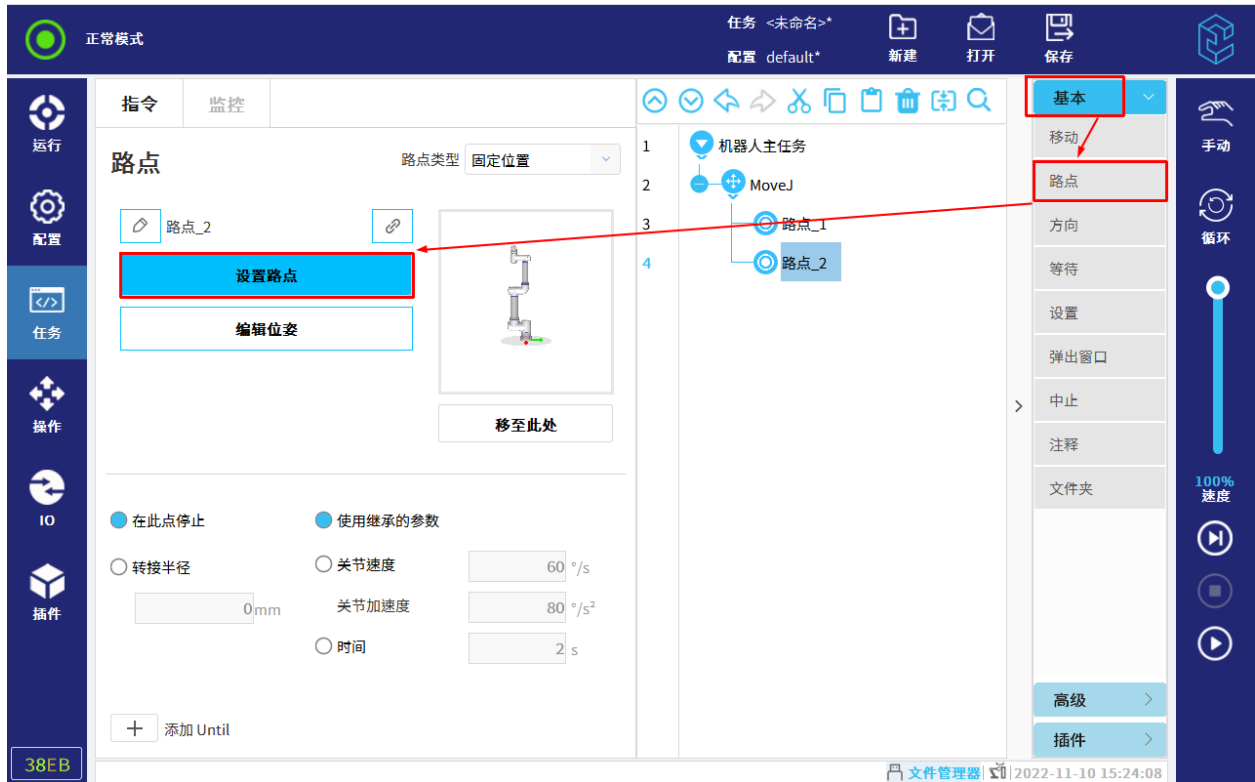 正常模式
任务 <未命名>*
配置 default*
新建
打开
保存
运行
配置
任务
操作
IO
插件
38EB
指令
监控
路点
路点类型 固定位置
路点_2
设置路点
编辑位姿
移至此处
在此点停止
使用继承的参数
转接半径
0mm
关节速度 60 °/s
关节加速度 80 °/s²
时间 2 s
添加 Until
1 机器人主任务
2 MoveJ
3 路点_1
4 路点_2
基本
移动
路点
方向
等待
设置
弹出窗口
中止
注释
文件夹
高级
插件
手动
循环
100%
速度
文件管理器
2022-11-10 15:24:08